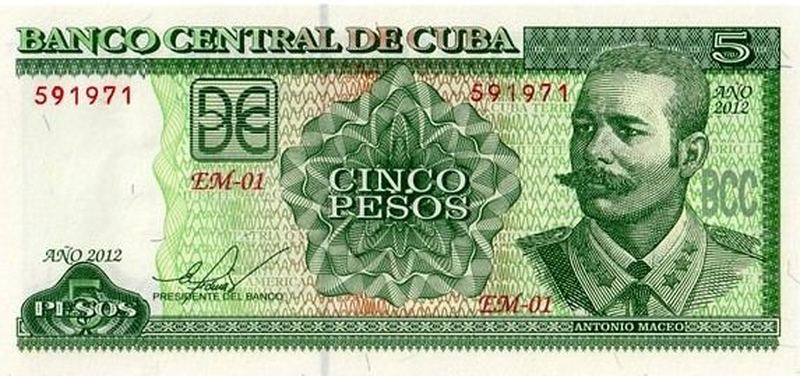 BANCO CENTRAL DE CUBA
5
591971
591971
AÑO
2012
EM-01
CINCO
PESOS
BCC
AÑO 2012
5
PESOS
PRESIDENTE DEL BANCO
EM-01
ANTONIO MACEO